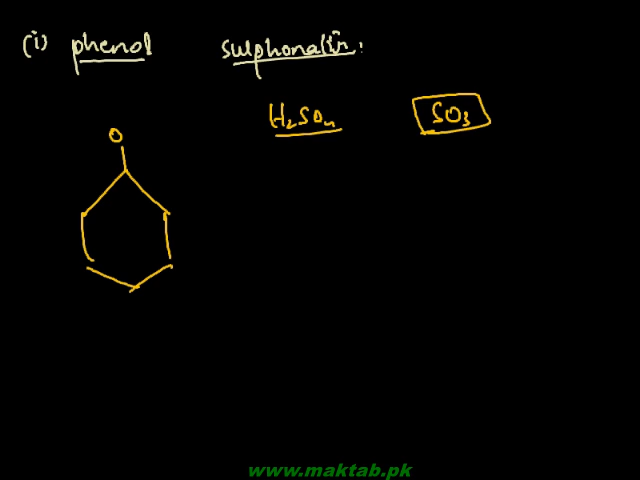 (i) phenol sulphonation:
H₂SO₄ SO₃
O
www.maktab.pk